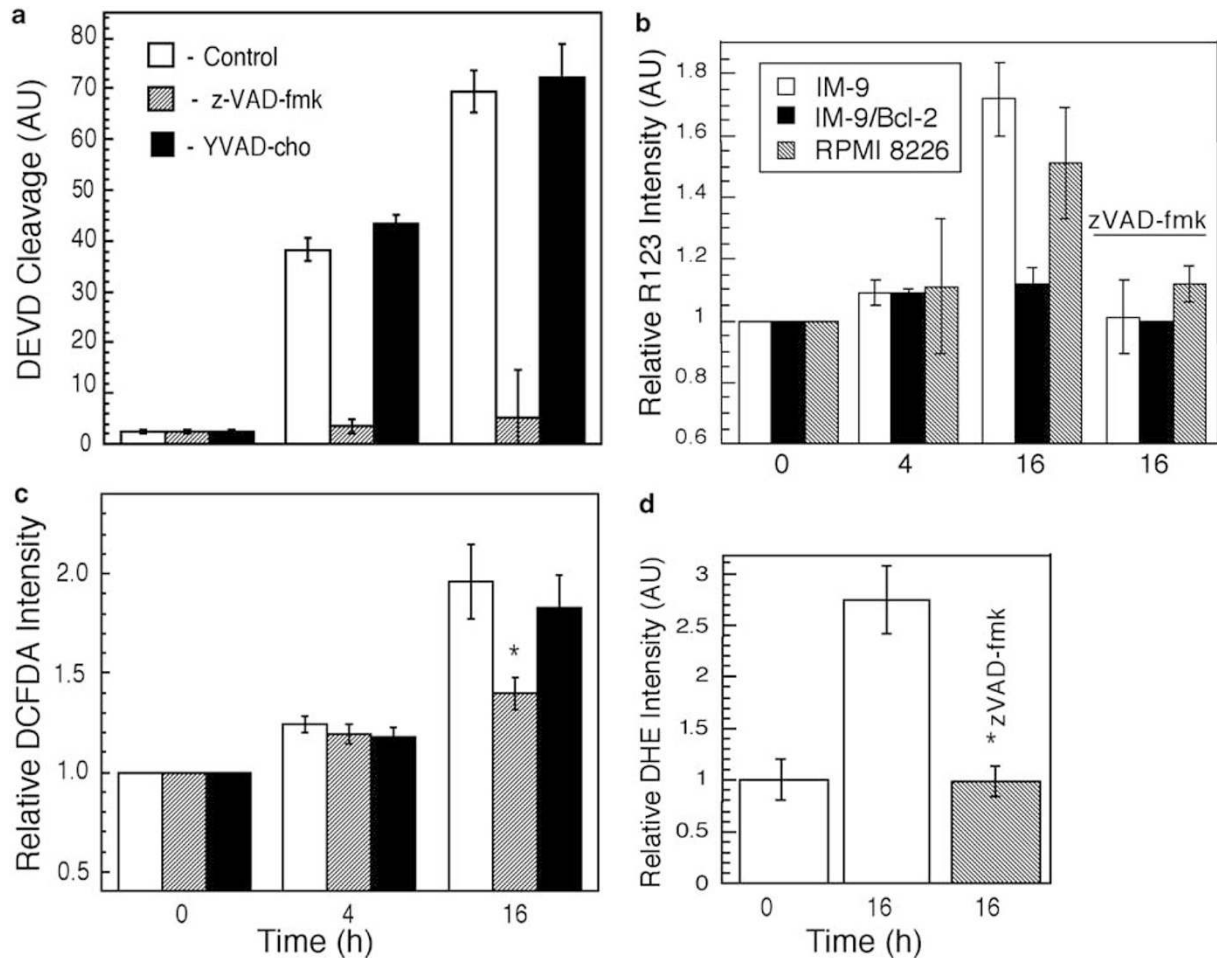 a
DEVD Cleavage (AU)
80
70
60
50
40
30
20
10
0
- Control
- z-VAD-fmk
- YVAD-cho
b
Relative R123 Intensity (AU)
1.8
1.6
1.4
1.2
1
0.8
0.6
IM-9
IM-9/Bcl-2
RPMI 8226
zVAD-fmk
0 4 16 16
c
Relative DCFDA Intensity
2.0
1.5
1.0
0.5
*
0 4 16
Time (h)
d
Relative DHE Intensity (AU)
3
2.5
2
1.5
1
0.5
0
* zVAD-fmk
0 16 16
Time (h)